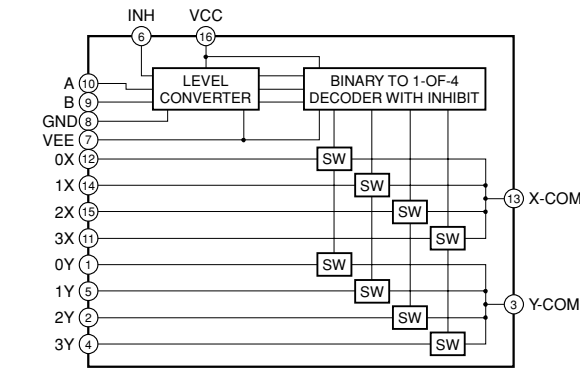 INH VCC
6 16
LEVEL CONVERTER
BINARY TO 1-OF-4 DECODER WITH INHIBIT
A 10
B 9
GND 8
VEE 7
0X 12 SW
1X 14 SW
2X 15 SW
13 X-COM
3X 11 SW
0Y 1 SW
1Y 5 SW
2Y 2 SW
3 Y-COM
3Y 4 SW